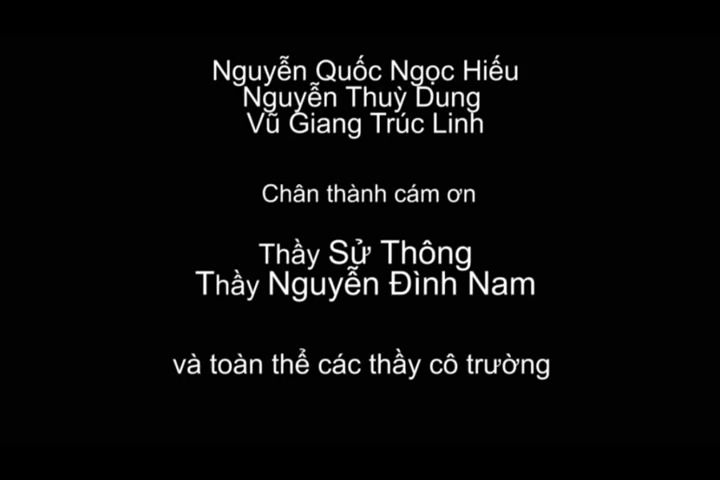 Nguyễn Quốc Ngọc Hiếu
Nguyễn Thuỳ Dung
Vũ Giang Trúc Linh
Chân thành cám ơn
Thầy Sử Thông
Thầy Nguyễn Đình Nam
và toàn thể các thầy cô trường